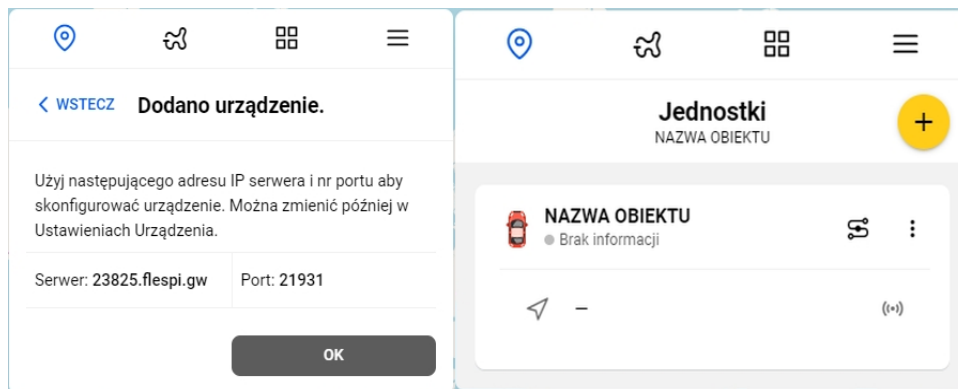 WSTECZ Dodano urządzenie.
Użyj następującego adresu IP serwera i nr portu aby
skonfigurować urządzenie. Można zmienić później w
Ustawieniach Urządzenia.
Serwer: 23825.flespi.gw Port: 21931
OK
Jednostki
NAZWA OBIEKTU
NAZWA OBIEKTU
Brak informacji
–